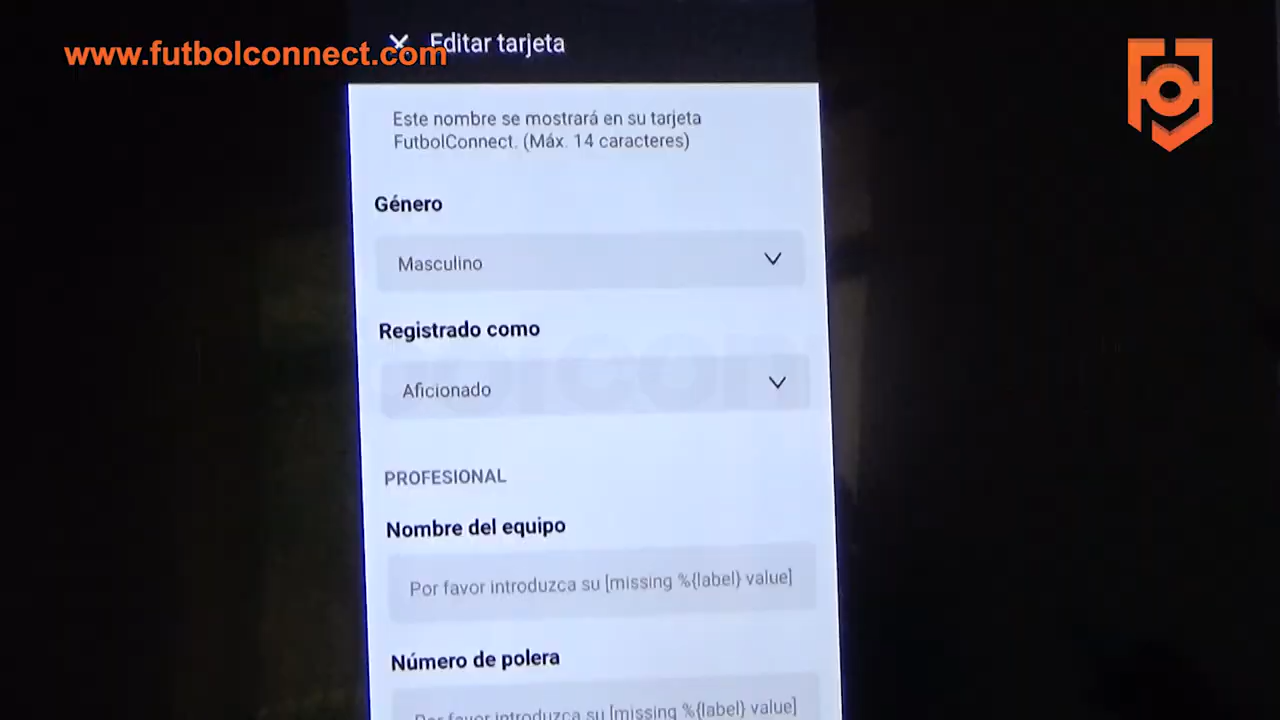 www.futbolconnect.com
Editar tarjeta
Este nombre se mostrará en su tarjeta
FutbolConnect. (Máx. 14 caracteres)
Género
Masculino
Registrado como
Aficionado
PROFESIONAL
Nombre del equipo
Por favor introduzca su [missing %{label} value]
Número de polera
Por favor introduzca su [missing %{label} value]